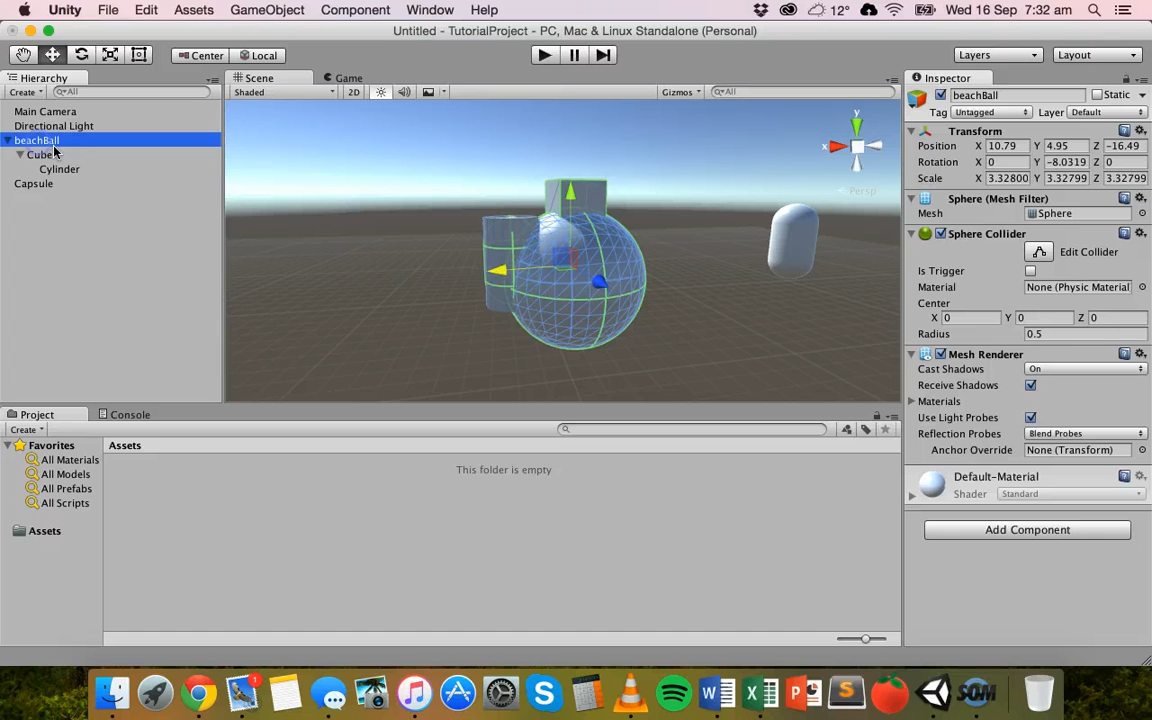 Unity File Edit Assets GameObject Component Window Help 12° Wed 16 Sep 7:32 am
Untitled - TutorialProject - PC, Mac & Linux Standalone (Personal)
Center Local Layers Layout
Hierarchy Scene Game Inspector
Create All Shaded 2D Gizmos All beachBall Static
Main Camera Tag Untagged Layer Default
Directional Light
beachBall
Cube
Cylinder
Capsule
y
x
Persp
Transform
Position X 10.79 Y 4.95 Z -16.49
Rotation X 0 Y -8.0319 Z 0
Scale X 3.32800 Y 3.32799 Z 3.32799
Sphere (Mesh Filter)
Mesh Sphere
Sphere Collider
Edit Collider
Is Trigger
Material None (Physic Material
Center
X 0 Y 0 Z 0
Radius 0.5
Mesh Renderer
Cast Shadows On
Receive Shadows
Materials
Use Light Probes
Reflection Probes Blend Probes
Anchor Override None (Transform)
Default-Material
Shader Standard
Add Component
Project Console
Create
Favorites
All Materials
All Models
All Prefabs
All Scripts
Assets
Assets
This folder is empty
1
SOM